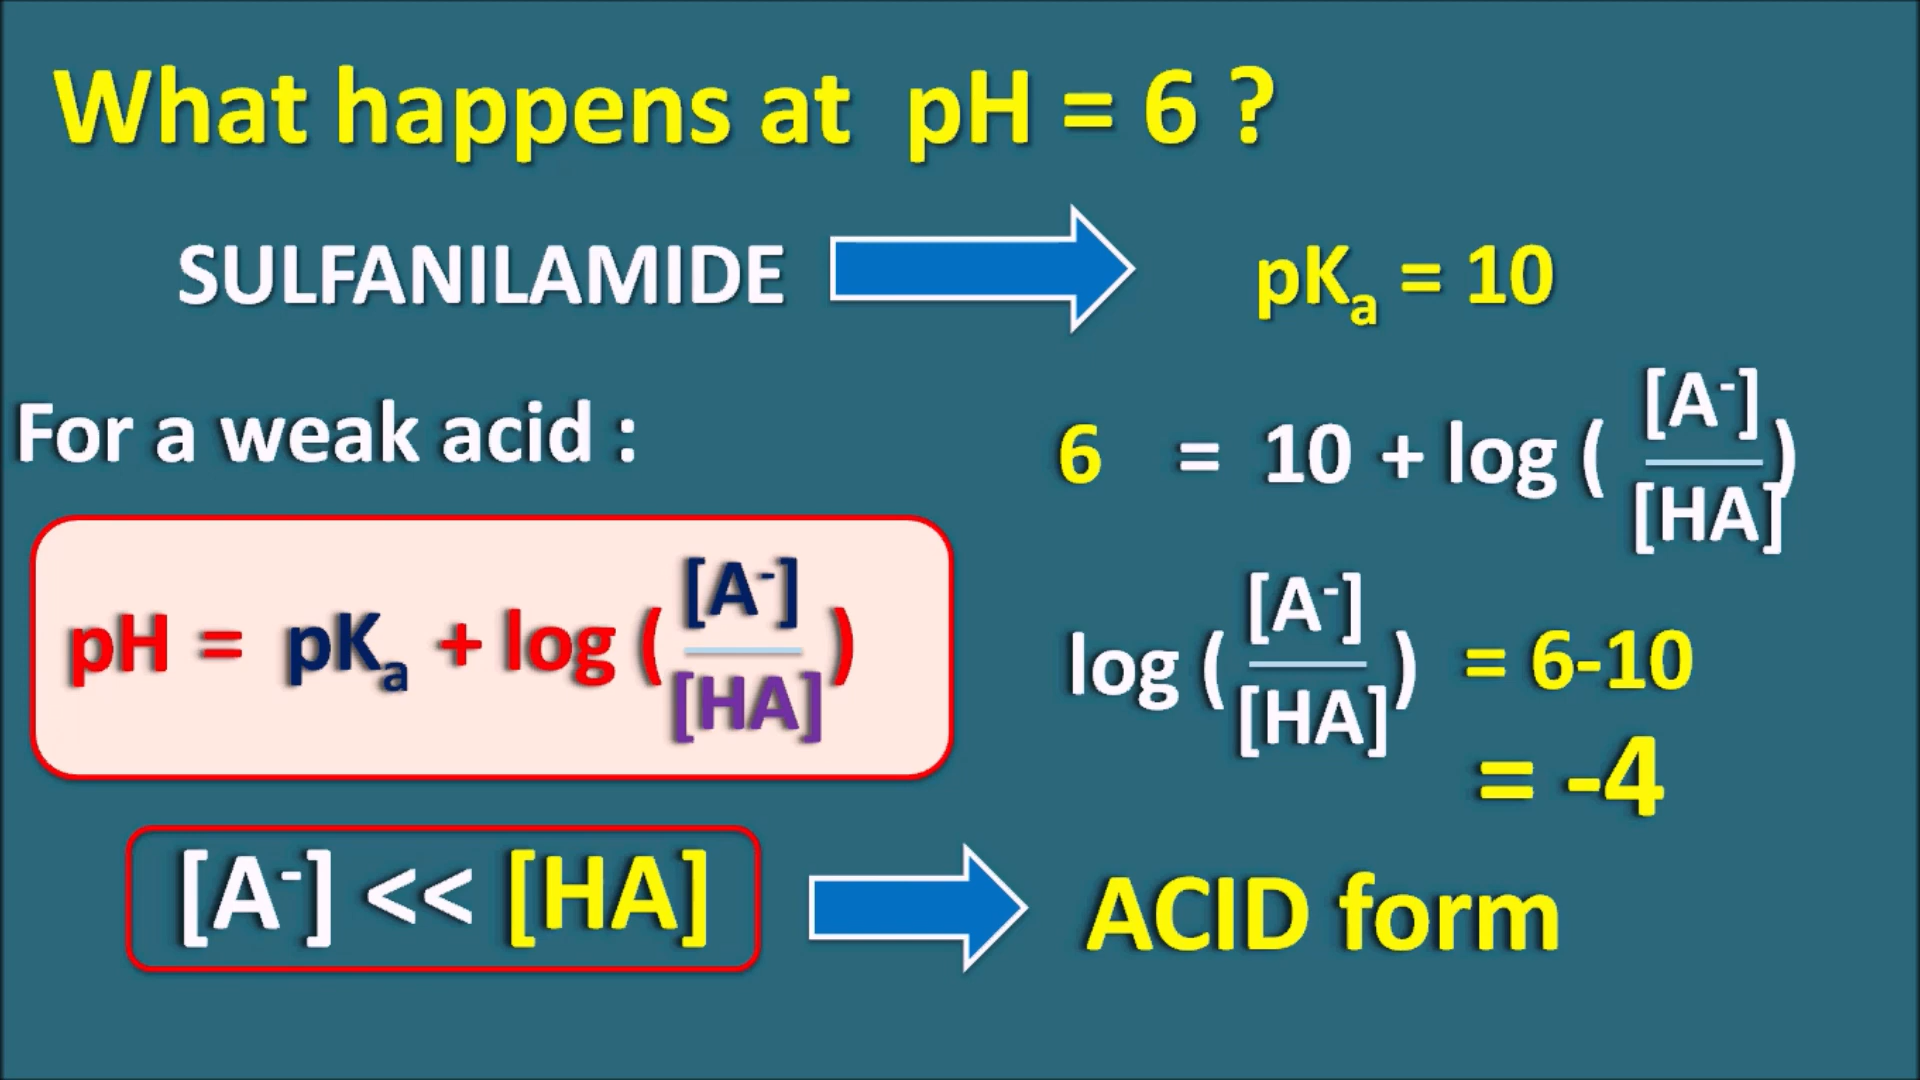 What happens at pH = 6 ?
SULFANILAMIDE
pKa = 10
For a weak acid :
pH = pKa + log ( [A-] / [HA] )
6 = 10 + log ( [A-] / [HA] )
log ( [A-] / [HA] ) = 6-10
= -4
[A-] << [HA]
ACID form